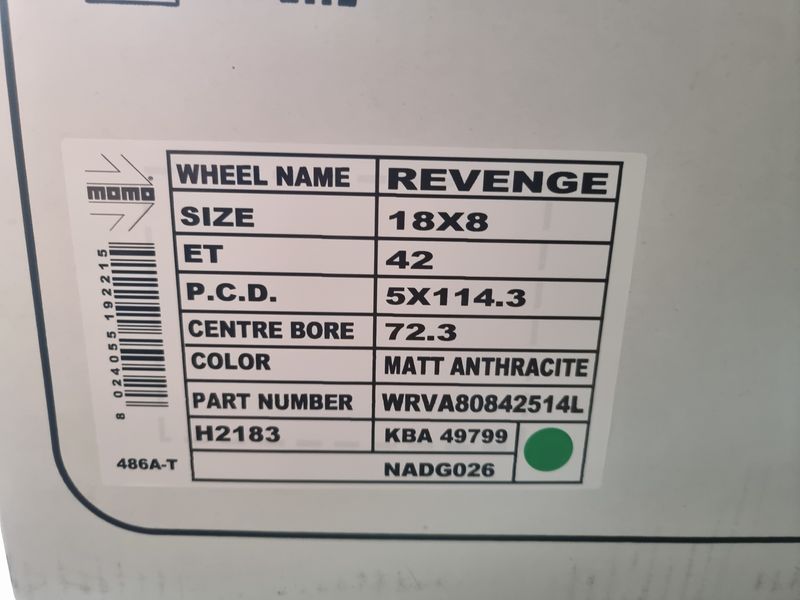 momo
WHEEL NAME REVENGE
SIZE 18X8
ET 42
P.C.D. 5X114.3
CENTRE BORE 72.3
COLOR MATT ANTHRACITE
PART NUMBER WRVA80842514L
H2183 KBA 49799
NADG026
8 024055 192215
486A-T